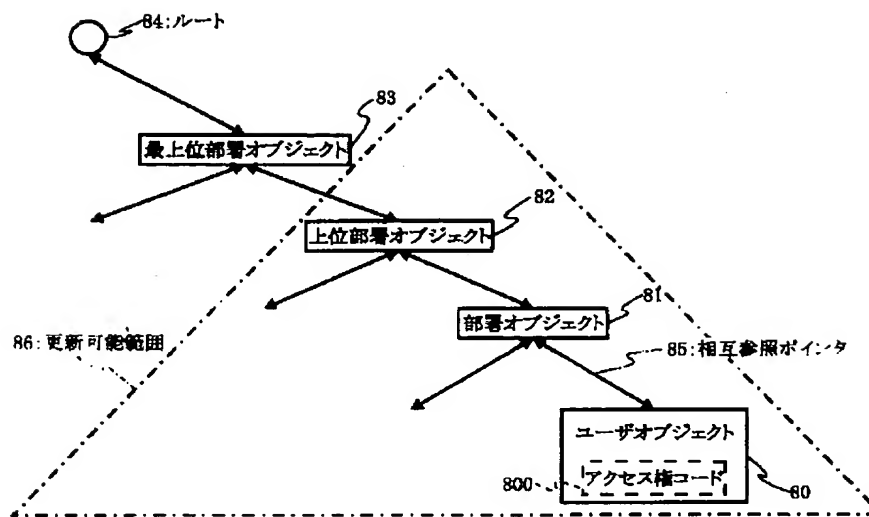 84:ルート
83
最上位部署オブジェクト
82
上位部署オブジェクト
81
部署オブジェクト
86:更新可能範囲
85:相互参照ポインタ
ユーザオブジェクト
800
アクセス権コード
80